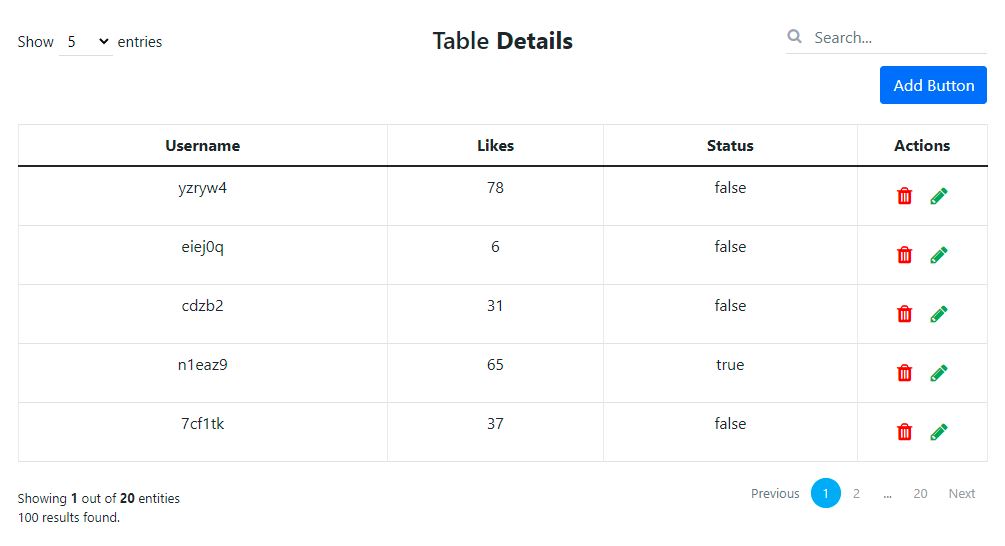 Show 5 entries
Table Details
Search...
Add Button
Username Likes Status Actions
yzryw4 78 false
eiej0q 6 false
cdzb2 31 false
n1eaz9 65 true
7cf1tk 37 false
Showing 1 out of 20 entities
Previous 1 2 ... 20 Next
100 results found.